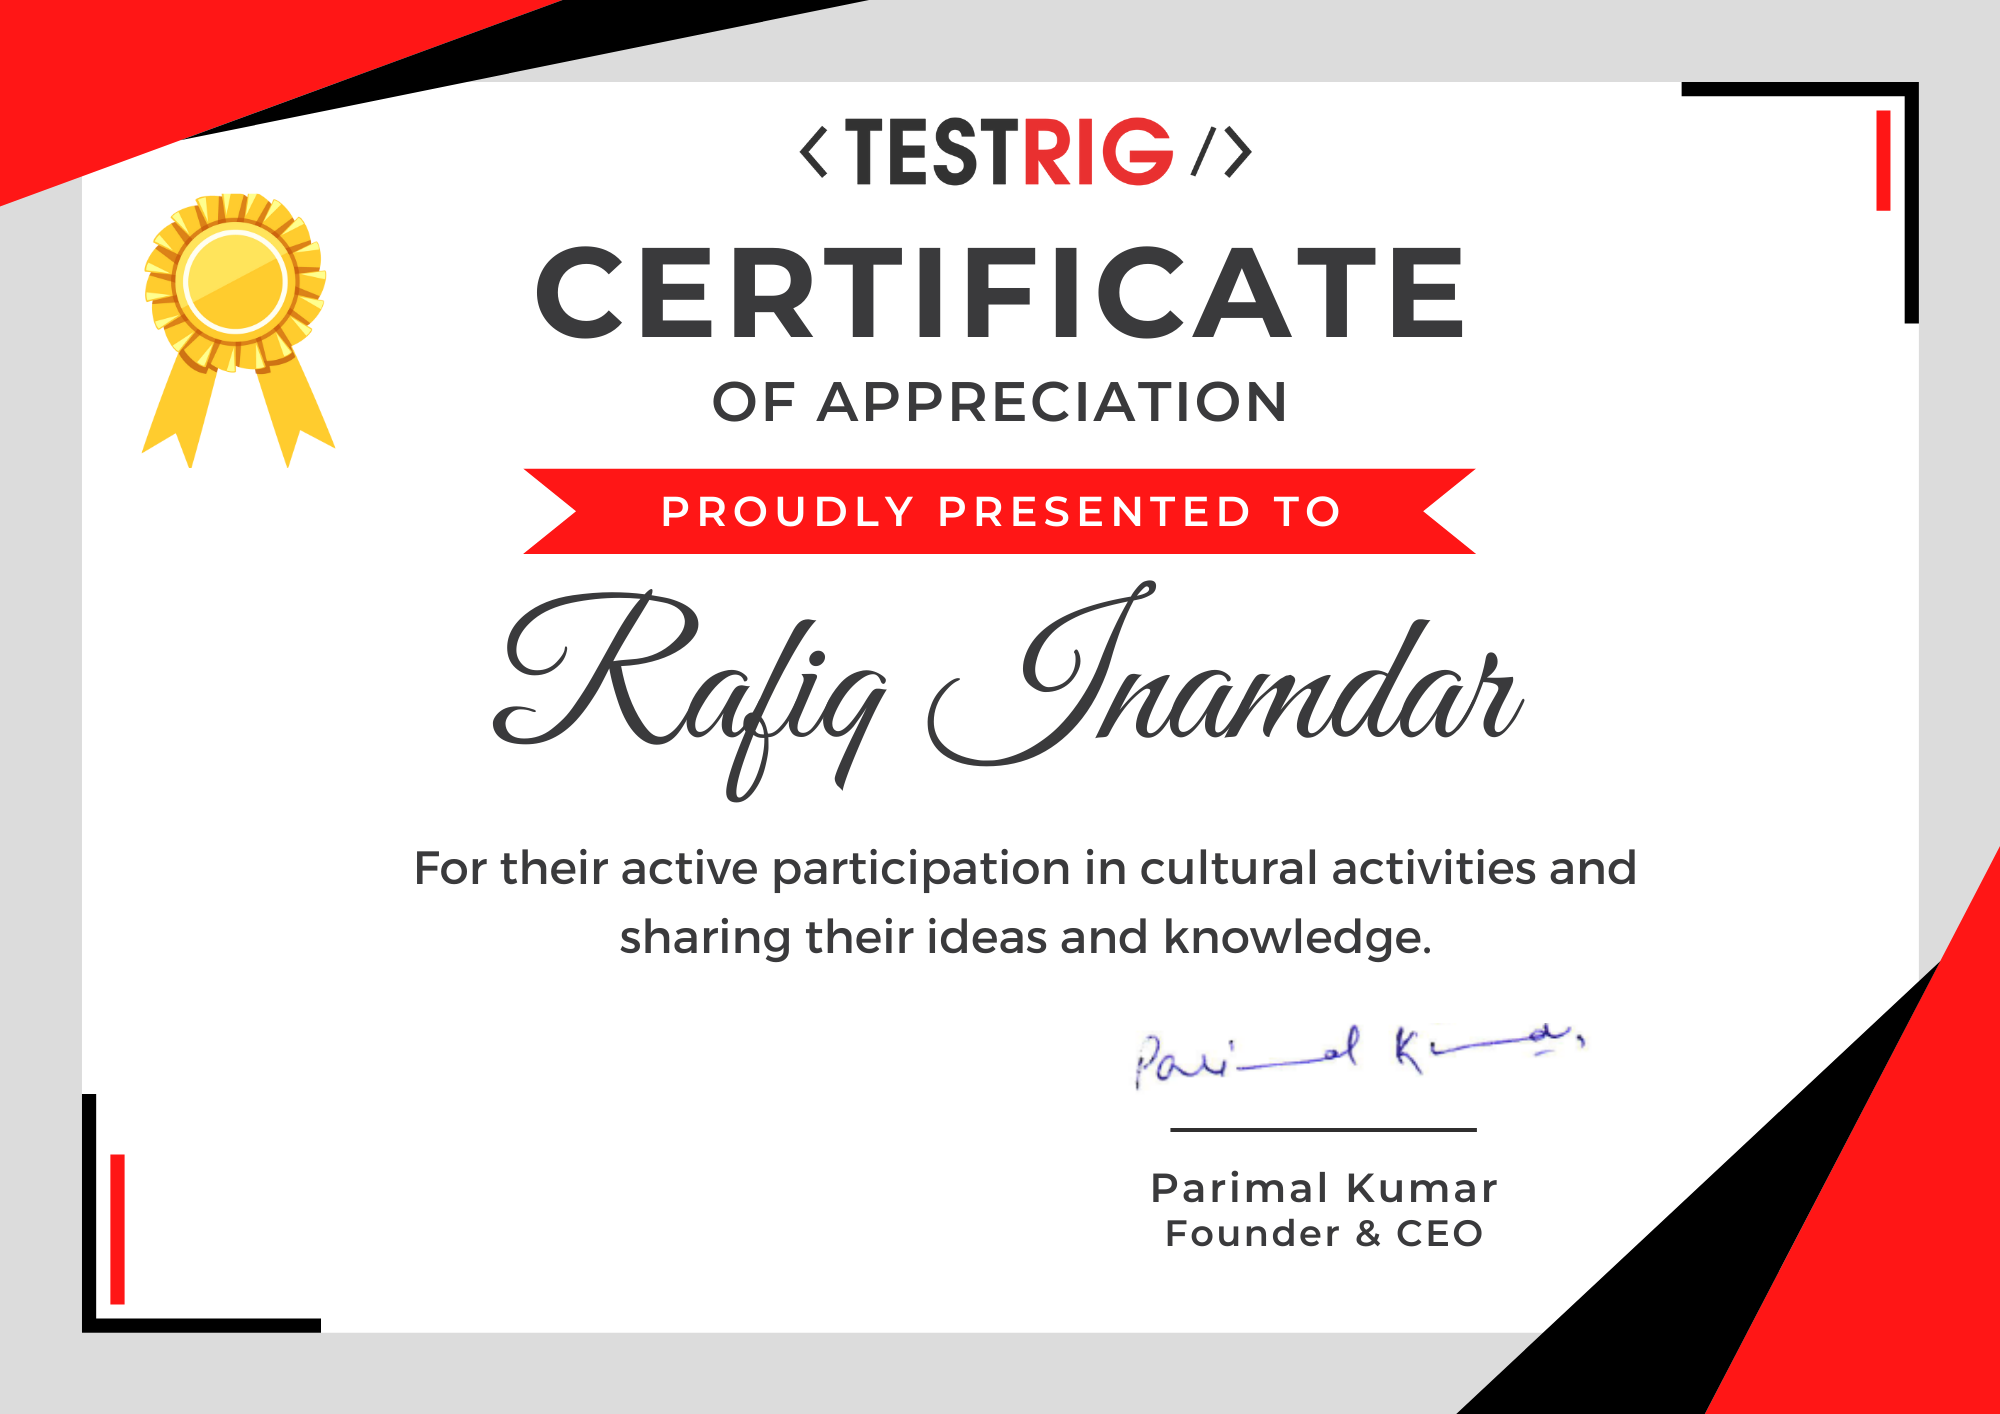 <TESTRIG/>
CERTIFICATE
OF APPRECIATION
PROUDLY PRESENTED TO
Rafiq Inamdar
For their active participation in cultural activities and
sharing their ideas and knowledge.
Parimal Kumar
Parimal Kumar
Founder & CEO